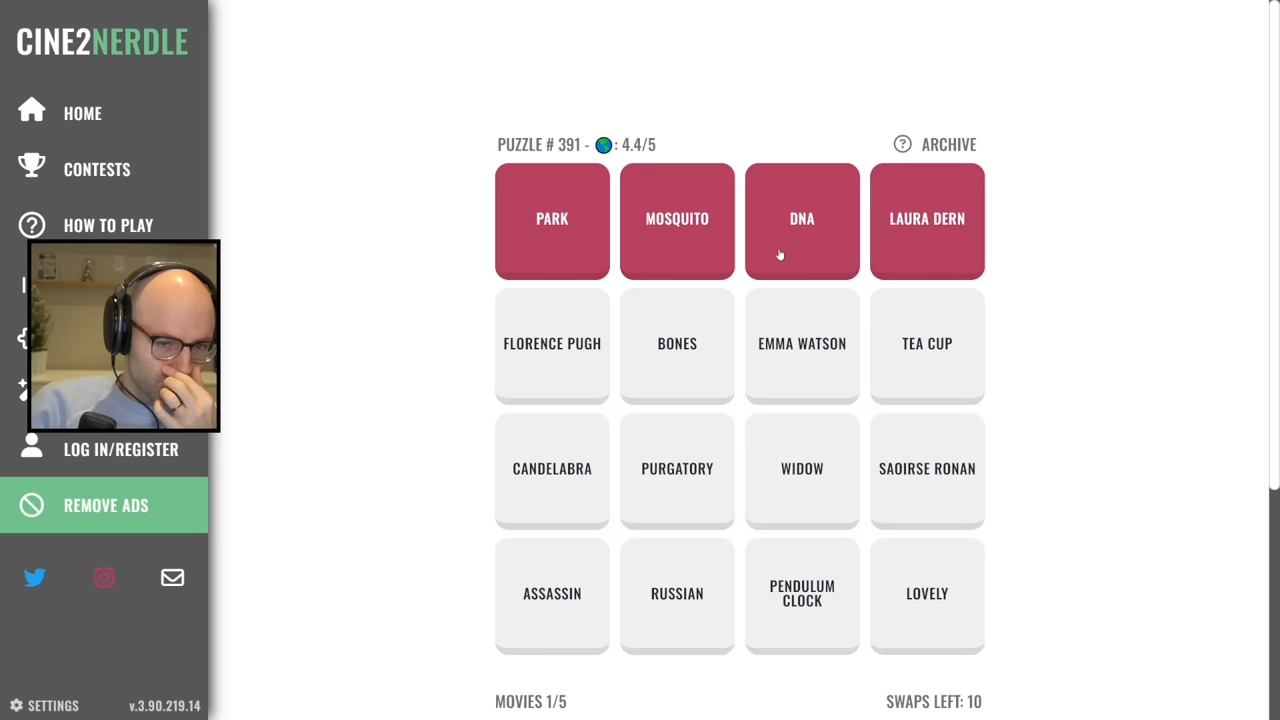 CINE2NERDLE
HOME
CONTESTS
HOW TO PLAY
LOG IN/REGISTER
REMOVE ADS
SETTINGS
v.3.90.219.14
PUZZLE # 391 - : 4.4/5
ARCHIVE
PARK
MOSQUITO
DNA
LAURA DERN
FLORENCE PUGH
BONES
EMMA WATSON
TEA CUP
CANDELABRA
PURGATORY
WIDOW
SAOIRSE RONAN
ASSASSIN
RUSSIAN
PENDULUM
CLOCK
LOVELY
MOVIES 1/5
SWAPS LEFT: 10